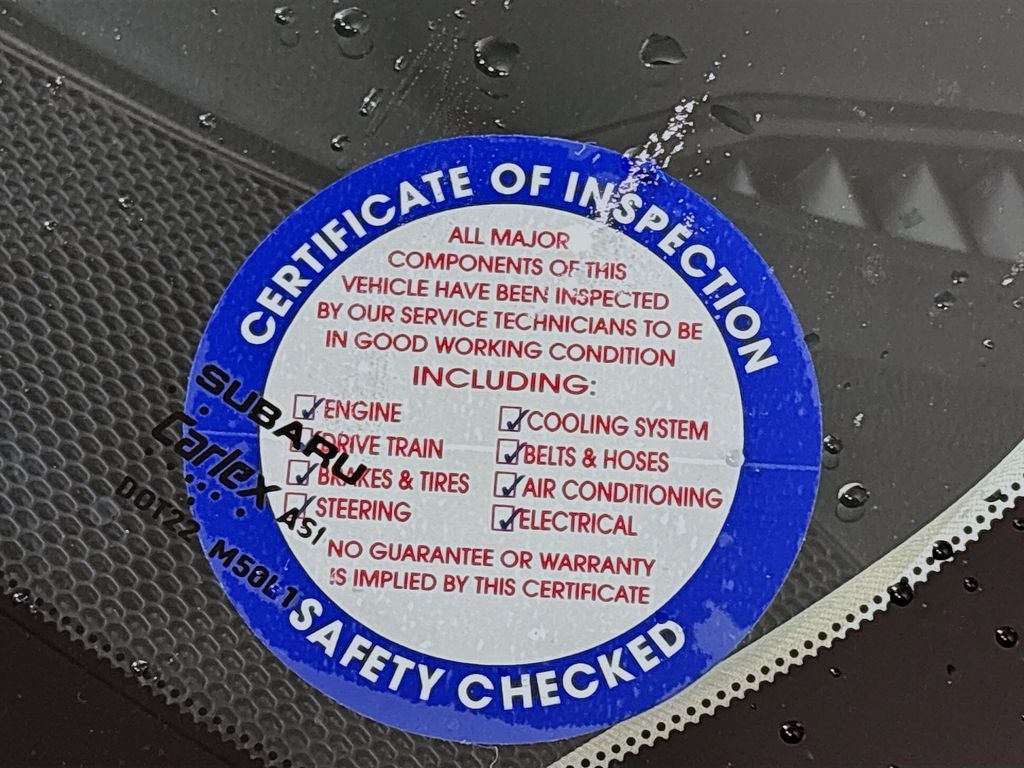 CERTIFICATE OF INSPECTION
ALL MAJOR
COMPONENTS OF THIS
VEHICLE HAVE BEEN INSPECTED
BY OUR SERVICE TECHNICIANS TO BE
IN GOOD WORKING CONDITION
INCLUDING:
ENGINE
DRIVE TRAIN
BRAKES & TIRES
STEERING
COOLING SYSTEM
BELTS & HOSES
AIR CONDITIONING
ELECTRICAL
NO GUARANTEE OR WARRANTY
IS IMPLIED BY THIS CERTIFICATE
SAFETY CHECKED
SUBARU
Carlex AS1
DOT22 M50L1